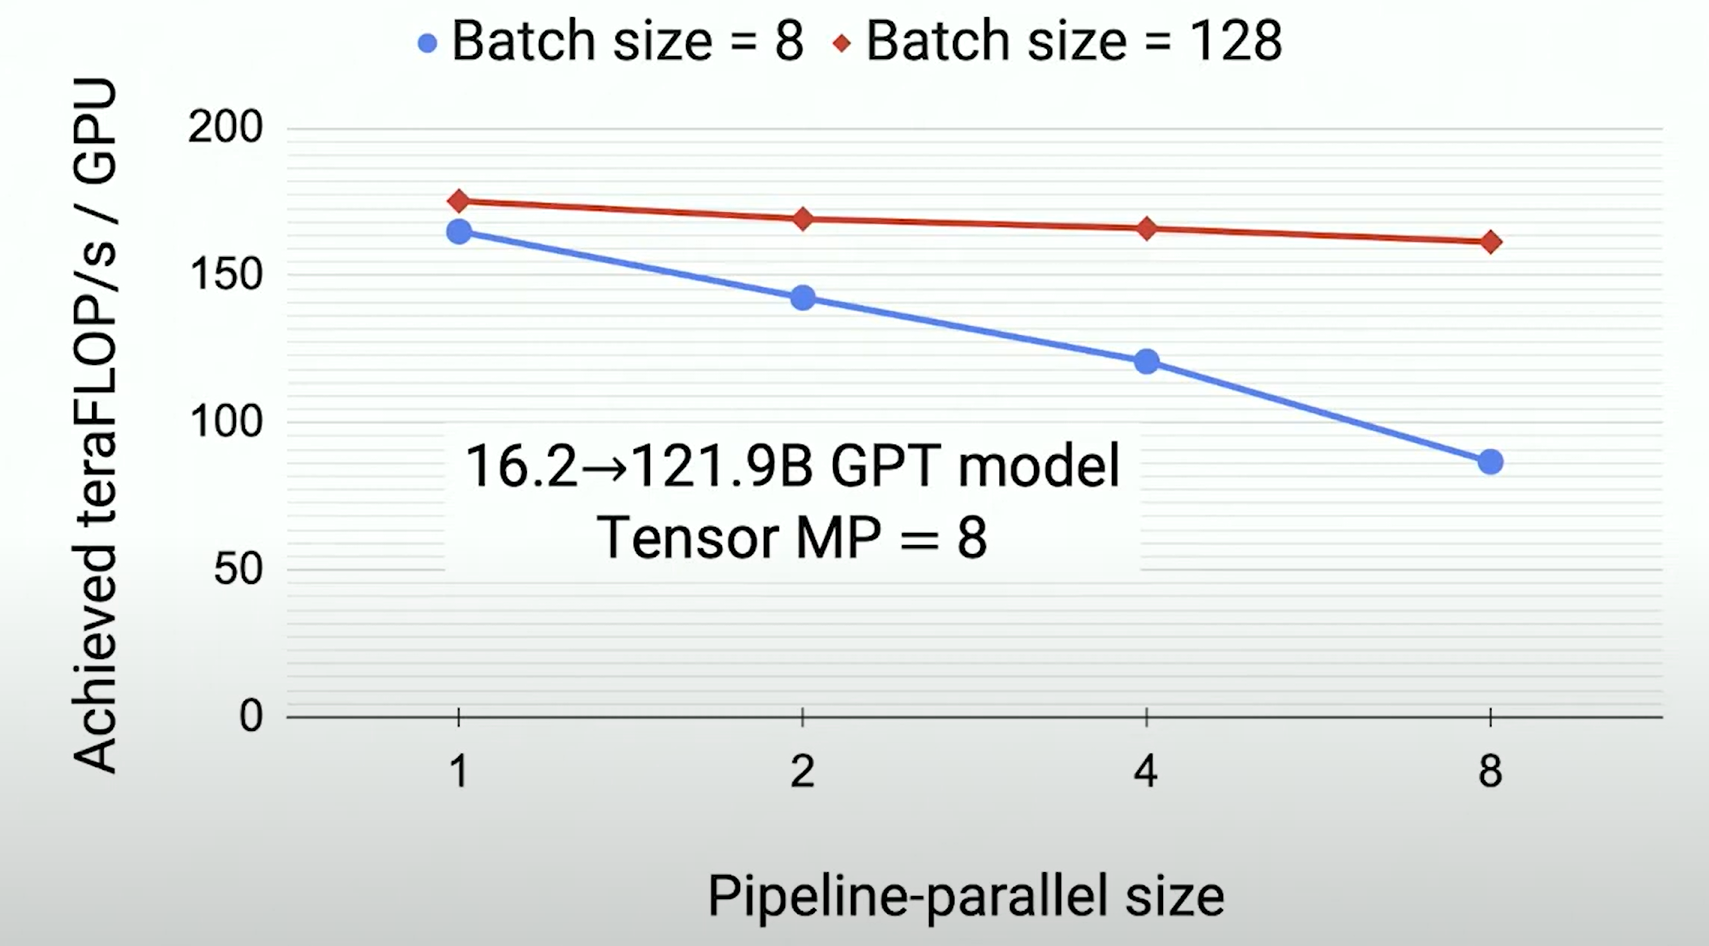 Batch size = 8 Batch size = 128
Achieved teraFLOP/s / GPU
200
150
100
50
0
16.2→121.9B GPT model
Tensor MP = 8
1 2 4 8
Pipeline-parallel size